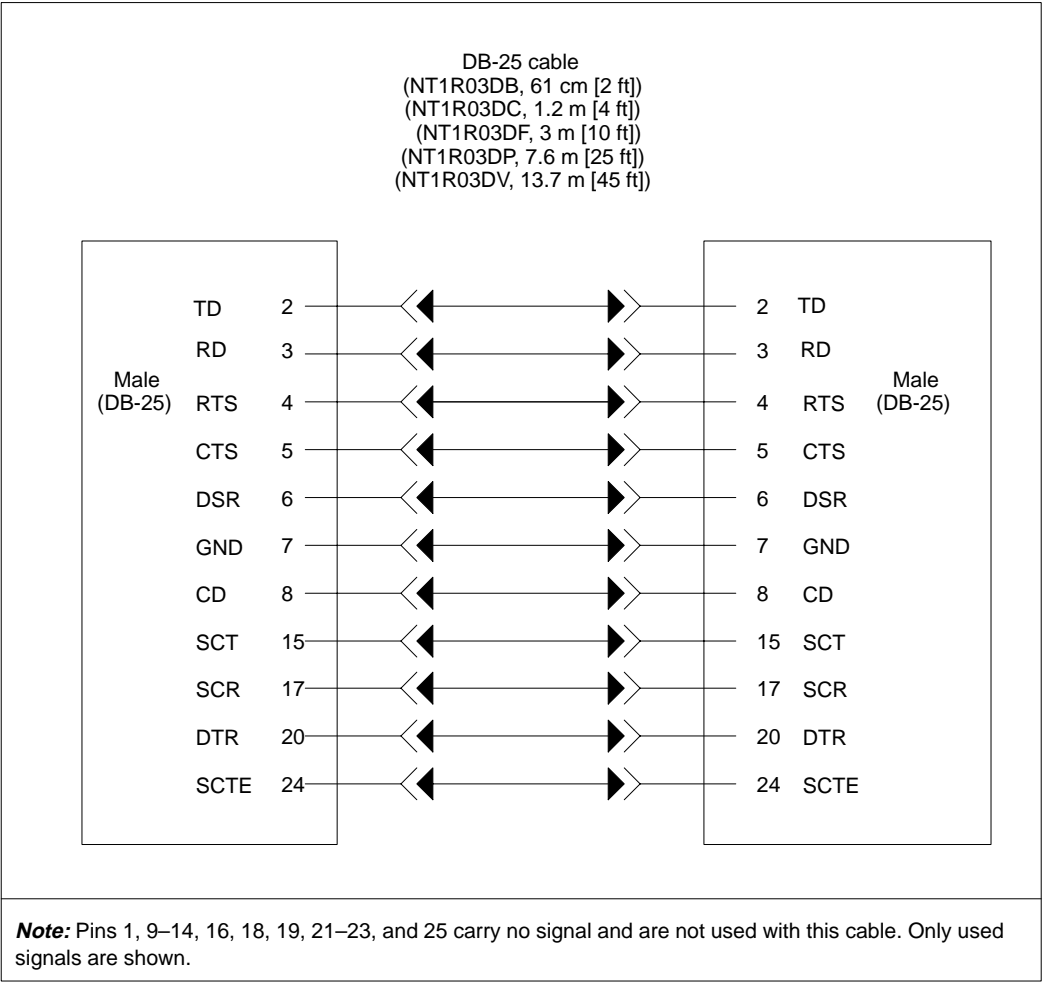 DB-25 cable
(NT1R03DB, 61 cm [2 ft])
(NT1R03DC, 1.2 m [4 ft])
(NT1R03DF, 3 m [10 ft])
(NT1R03DP, 7.6 m [25 ft])
(NT1R03DV, 13.7 m [45 ft])
TD 2 2 TD
RD 3 3 RD
Male Male
(DB-25) RTS 4 4 RTS (DB-25)
CTS 5 5 CTS
DSR 6 6 DSR
GND 7 7 GND
CD 8 8 CD
SCT 15 15 SCT
SCR 17 17 SCR
DTR 20 20 DTR
SCTE 24 24 SCTE
Note: Pins 1, 9–14, 16, 18, 19, 21–23, and 25 carry no signal and are not used with this cable. Only used
signals are shown.